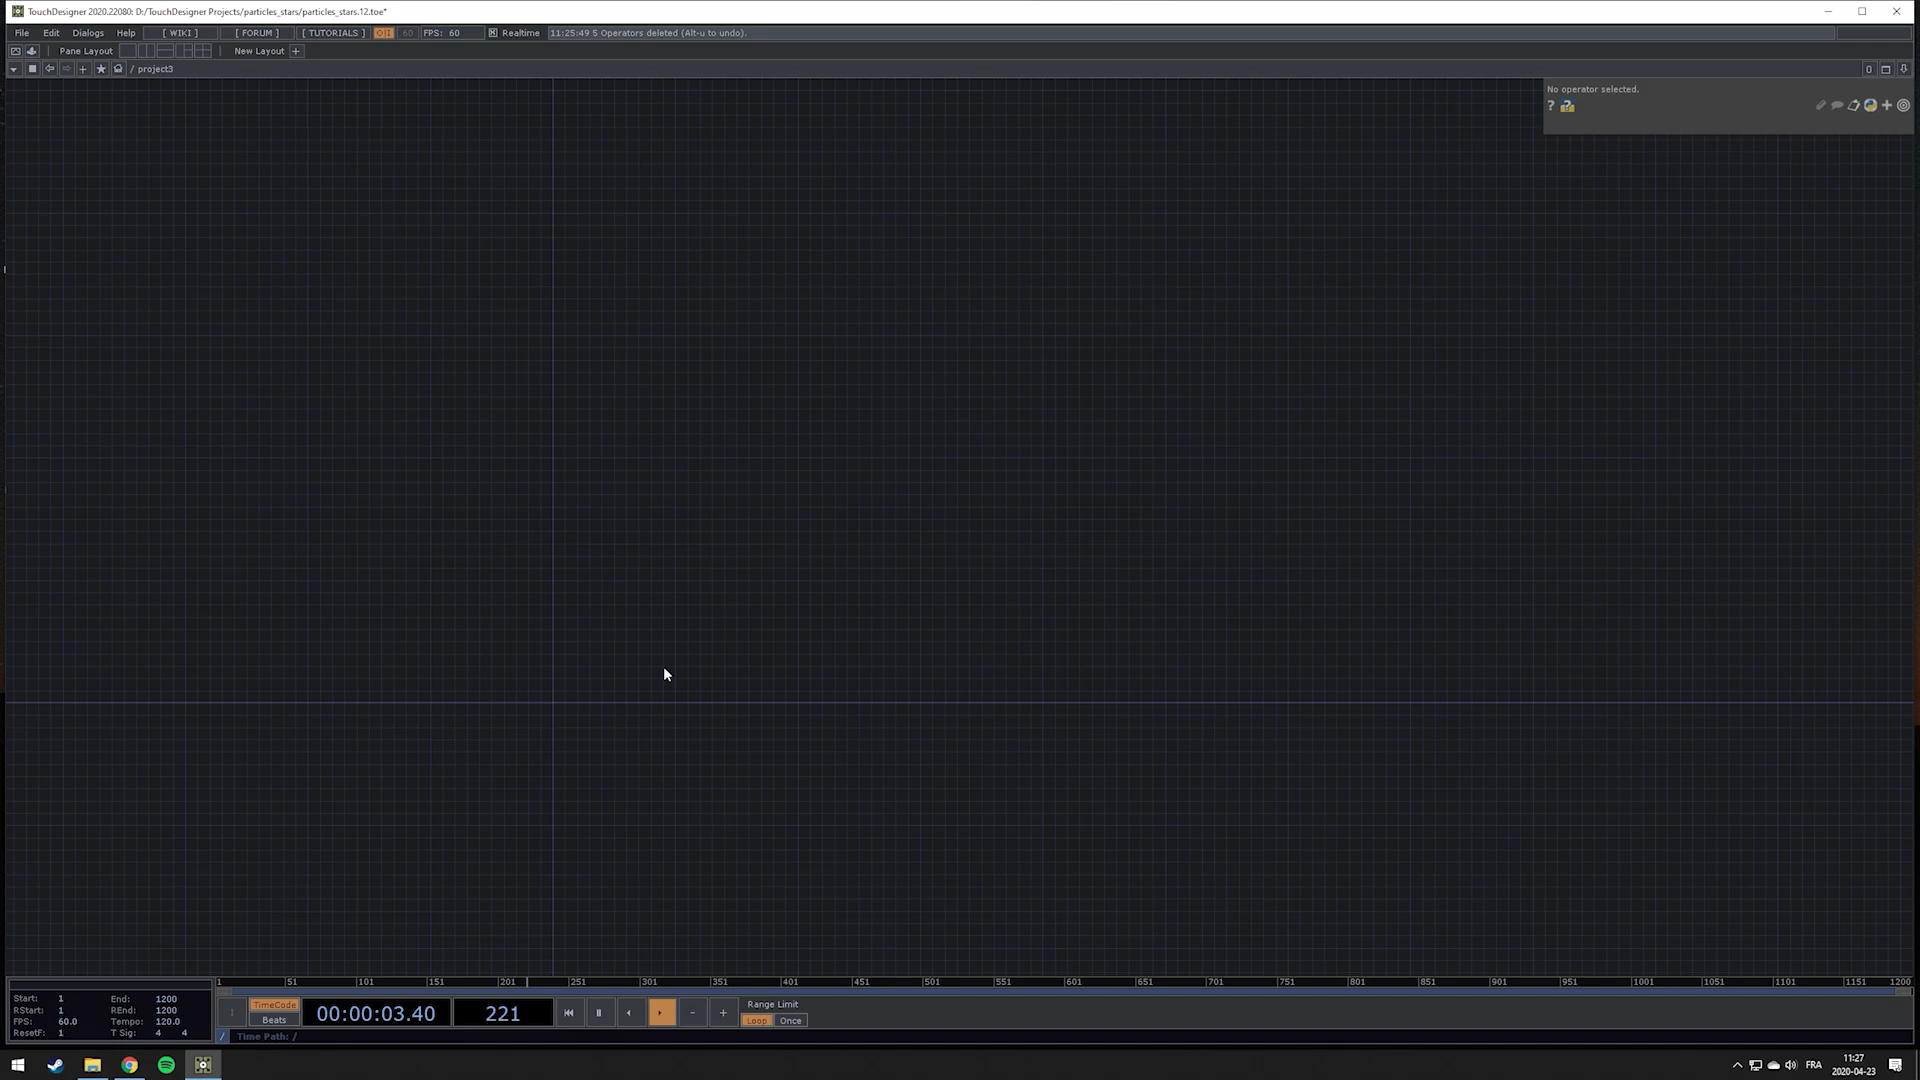 TouchDesigner 2020.22080: D:/TouchDesigner Projects/particles_stars/particles_stars.12.toe*
File Edit Dialogs Help [ WIKI ] [ FORUM ] [ TUTORIALS ] O|I 60 FPS: 60 Realtime 11:25:49 5 Operators deleted (Alt-u to undo).
Pane Layout New Layout +
/ project3 0
No operator selected.
1 51 101 151 201 251 301 351 401 451 501 551 601 651 701 751 801 851 901 951 1001 1051 1101 1151 1200
Start: 1 End: 1200
RStart: 1 REnd: 1200
FPS: 60.0 Tempo: 120.0
ResetF: 1 T Sig: 4 4
TimeCode
Beats
00:00:03.40 221
Range Limit
Loop Once
/ Time Path: /
FRA
11:27
2020-04-23